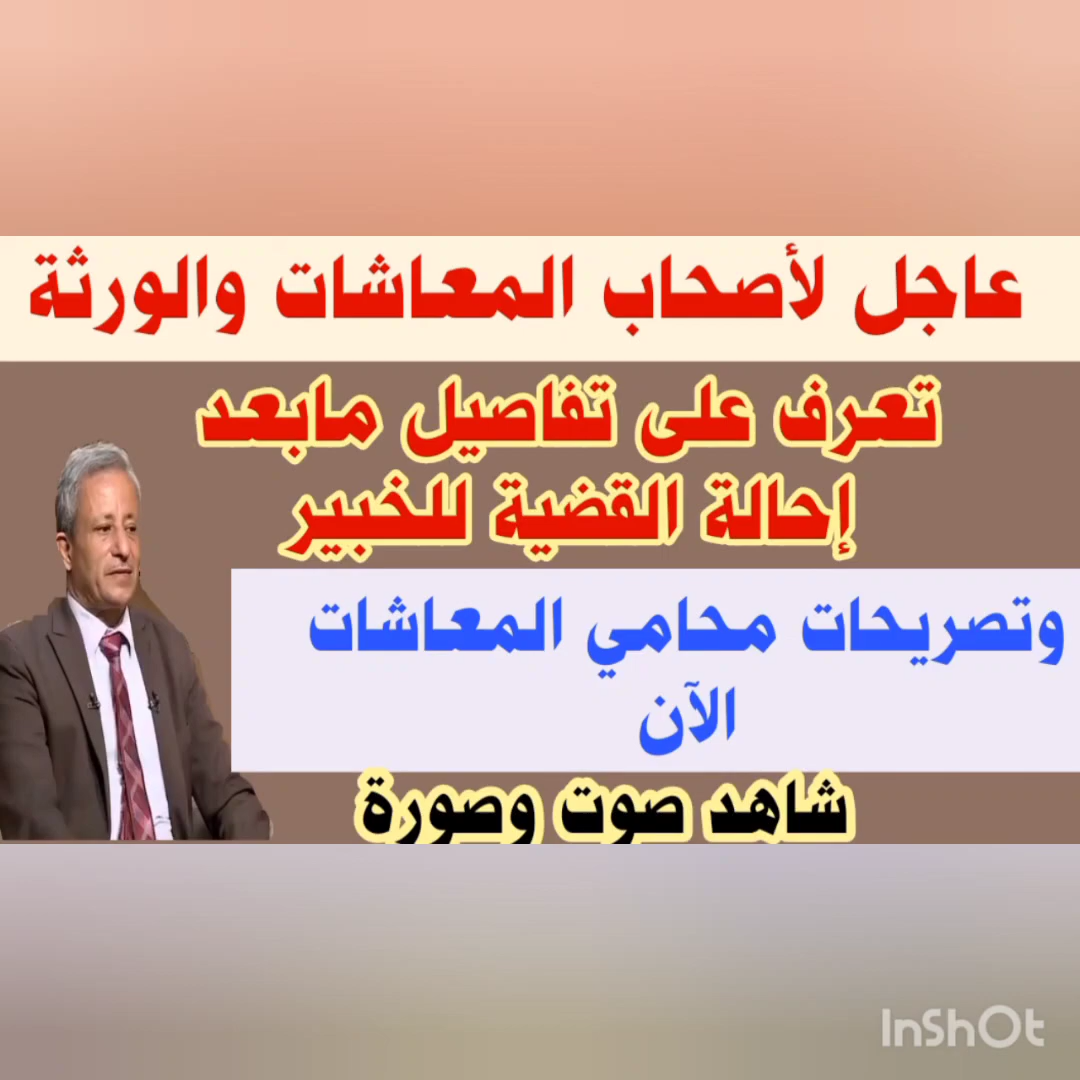 عاجل لأصحاب المعاشات والورثة
تعرف على تفاصيل مابعد
إحالة القضية للخبير
وتصريحات محامي المعاشات
الآن
شاهد صوت وصورة
InShOt